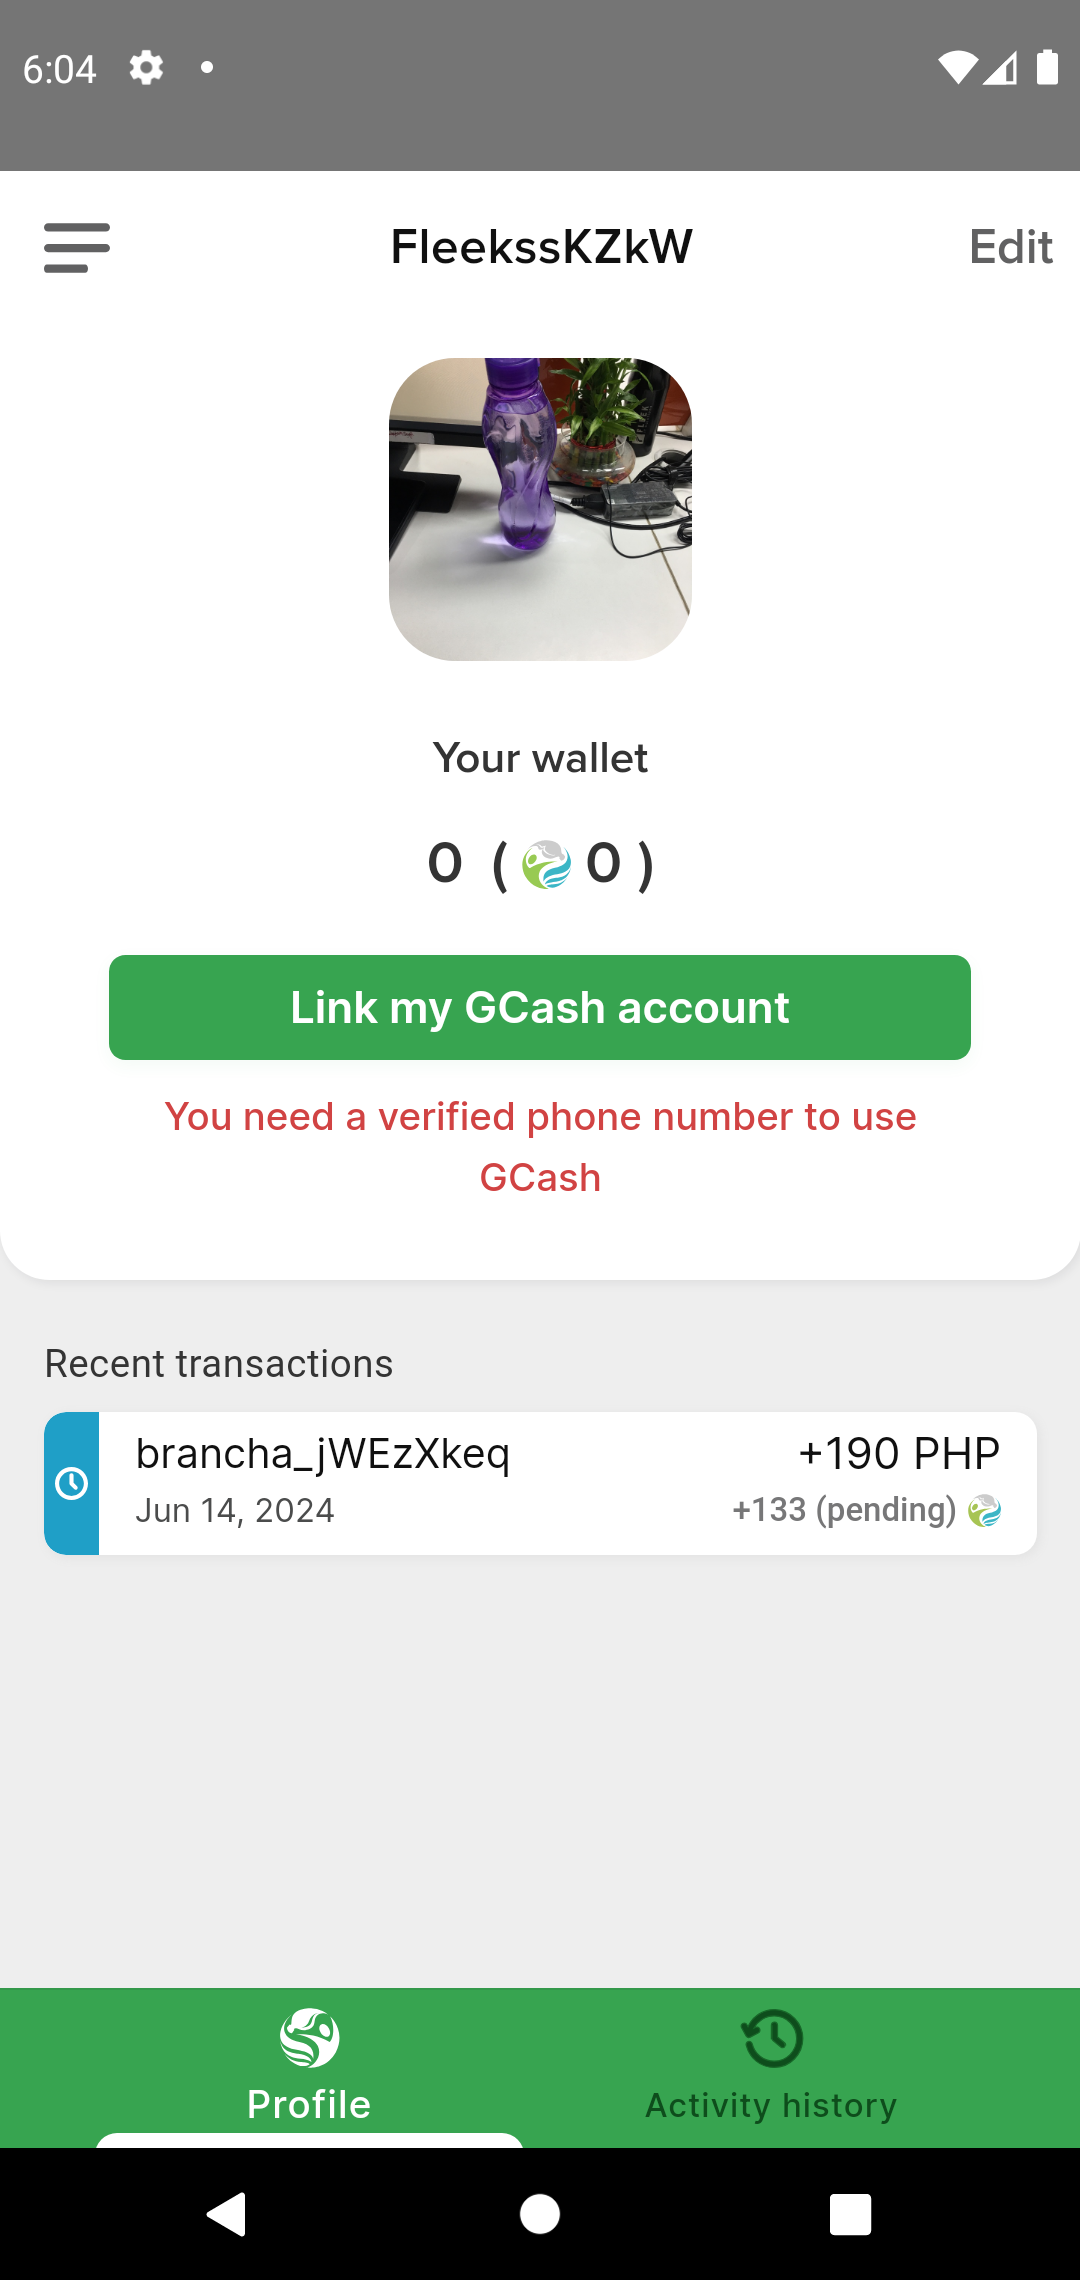 6:04
FleekssKZkW
Edit
Your wallet
0 ( 0 )
Link my GCash account
You need a verified phone number to use
GCash
Recent transactions
brancha_jWEzXkeq
+190 PHP
Jun 14, 2024
+133 (pending)
Profile
Activity history